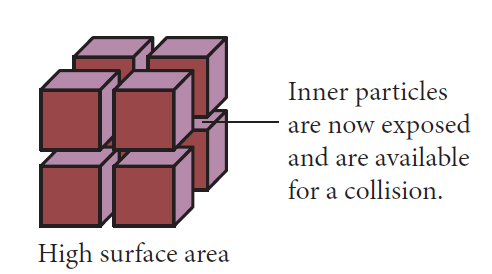 Inner particles
are now exposed
and are available
for a collision.
High surface area